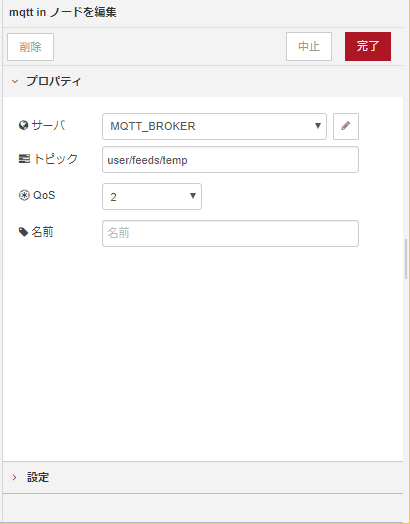 mqtt in ノードを編集
削除 中止 完了
プロパティ
サーバ MQTT_BROKER
トピック user/feeds/temp
QoS 2
名前 名前
設定